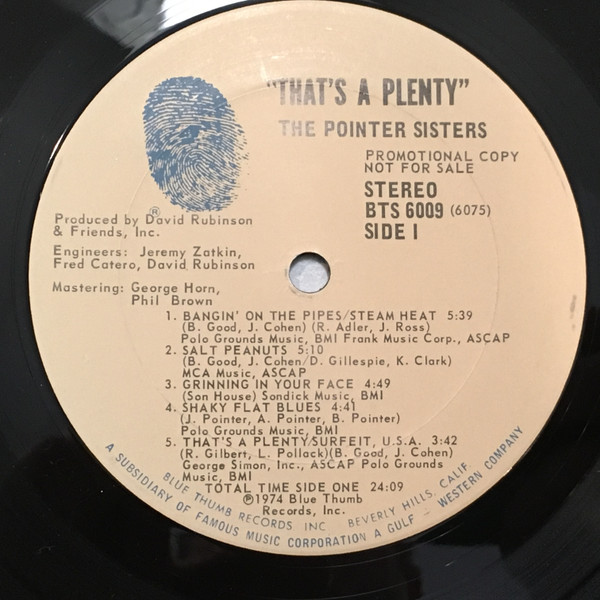 "THAT'S A PLENTY"
THE POINTER SISTERS
PROMOTIONAL COPY
NOT FOR SALE
STEREO
BTS 6009 (6075)
SIDE I
®
Produced by David Rubinson
& Friends, Inc.
Engineers: Jeremy Zatkin,
Fred Catero, David Rubinson
Mastering: George Horn,
Phil Brown
1. BANGIN' ON THE PIPES/STEAM HEAT 5:39
(B. Good, J. Cohen) (R. Adler, J. Ross)
Polo Grounds Music, BMI Frank Music Corp., ASCAP
2. SALT PEANUTS 5:10
(B. Good, J. Cohen/D. Gillespie, K. Clark)
MCA Music, ASCAP
3. GRINNING IN YOUR FACE 4:49
(Son House) Sondick Music, BMI
4. SHAKY FLAT BLUES 4:41
(J. Pointer, A. Pointer, B. Pointer)
Polo Grounds Music, BMI
5. THAT'S A PLENTY/SURFEIT, U.S.A. 3:42
(R. Gilbert, L. Pollack)(B. Good, J. Cohen)
George Simon, Inc., ASCAP Polo Grounds
Music, BMI
TOTAL TIME SIDE ONE 24:09
℗1974 Blue Thumb
Records, Inc.
BLUE THUMB RECORDS INC BEVERLY HILLS, CALIF.
A SUBSIDIARY OF FAMOUS MUSIC CORPORATION A GULF + WESTERN COMPANY